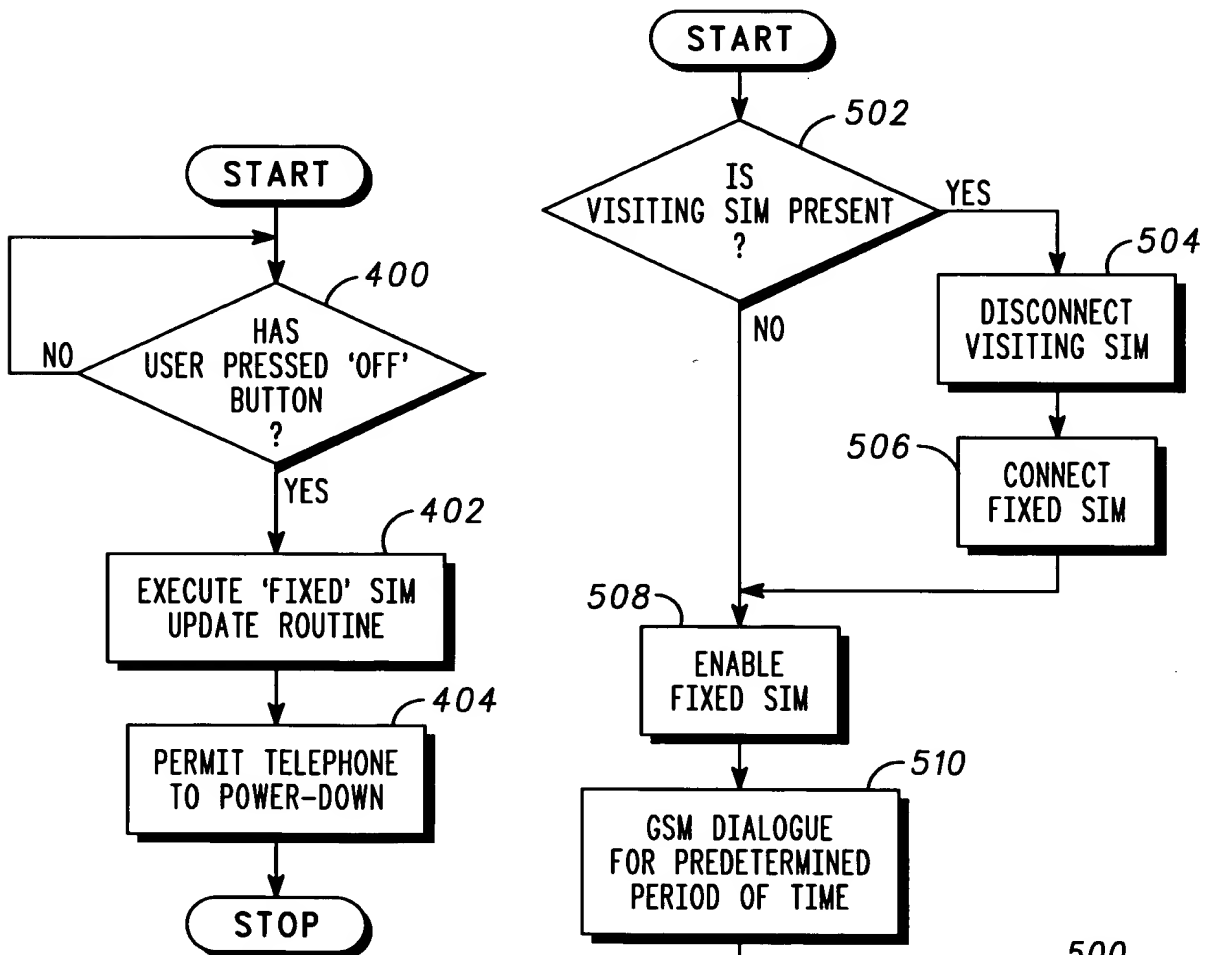 START
400
HAS
USER PRESSED 'OFF'
BUTTON
?
NO
YES
402
EXECUTE 'FIXED' SIM
UPDATE ROUTINE
404
PERMIT TELEPHONE
TO POWER-DOWN
STOP
START
502
IS
VISITING SIM PRESENT
?
YES
NO
504
DISCONNECT
VISITING SIM
506
CONNECT
FIXED SIM
508
ENABLE
FIXED SIM
510
GSM DIALOGUE
FOR PREDETERMINED
PERIOD OF TIME
500